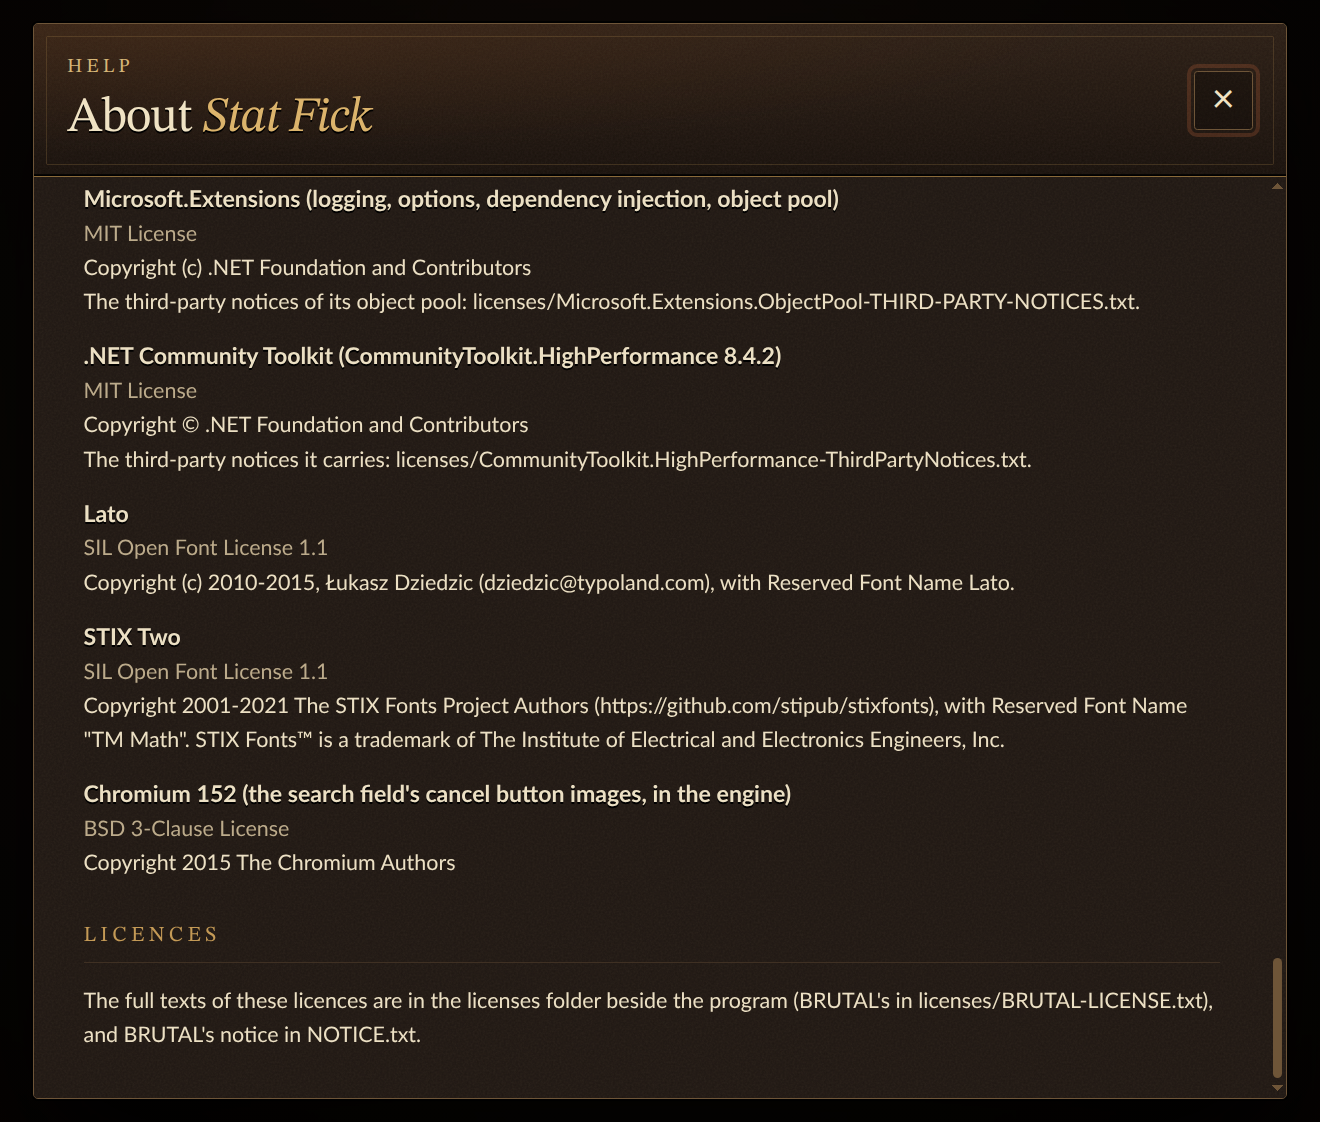 HELP
About Stat Fick
✕
Microsoft.Extensions (logging, options, dependency injection, object pool)
MIT License
Copyright (c) .NET Foundation and Contributors
The third-party notices of its object pool: licenses/Microsoft.Extensions.ObjectPool-THIRD-PARTY-NOTICES.txt.
.NET Community Toolkit (CommunityToolkit.HighPerformance 8.4.2)
MIT License
Copyright © .NET Foundation and Contributors
The third-party notices it carries: licenses/CommunityToolkit.HighPerformance-ThirdPartyNotices.txt.
Lato
SIL Open Font License 1.1
Copyright (c) 2010-2015, Łukasz Dziedzic (dziedzic@typoland.com), with Reserved Font Name Lato.
STIX Two
SIL Open Font License 1.1
Copyright 2001-2021 The STIX Fonts Project Authors (https://github.com/stipub/stixfonts), with Reserved Font Name
"TM Math". STIX Fonts™ is a trademark of The Institute of Electrical and Electronics Engineers, Inc.
Chromium 152 (the search field's cancel button images, in the engine)
BSD 3-Clause License
Copyright 2015 The Chromium Authors
LICENCES
The full texts of these licences are in the licenses folder beside the program (BRUTAL's in licenses/BRUTAL-LICENSE.txt),
and BRUTAL's notice in NOTICE.txt.